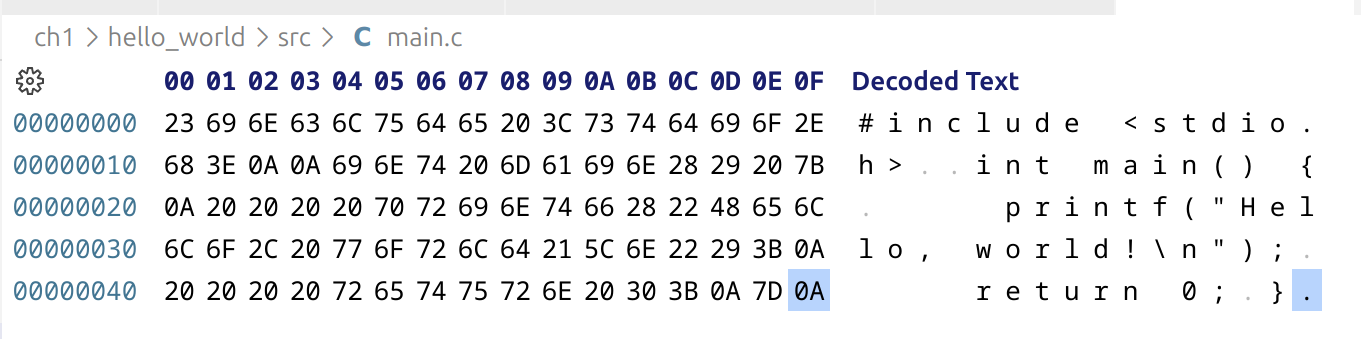 ch1 > hello_world > src > C main.c
00 01 02 03 04 05 06 07 08 09 0A 0B 0C 0D 0E 0F Decoded Text
00000000 23 69 6E 63 6C 75 64 65 20 3C 73 74 64 69 6F 2E #include <stdio.
00000010 68 3E 0A 0A 69 6E 74 20 6D 61 69 6E 28 29 20 7B h>..int main() {
00000020 0A 20 20 20 20 70 72 69 6E 74 66 28 22 48 65 6C .    printf("Hel
00000030 6C 6F 2C 20 77 6F 72 6C 64 21 5C 6E 22 29 3B 0A lo, world!\n");.
00000040 20 20 20 20 72 65 74 75 72 6E 20 30 3B 0A 7D 0A     return 0;.}.